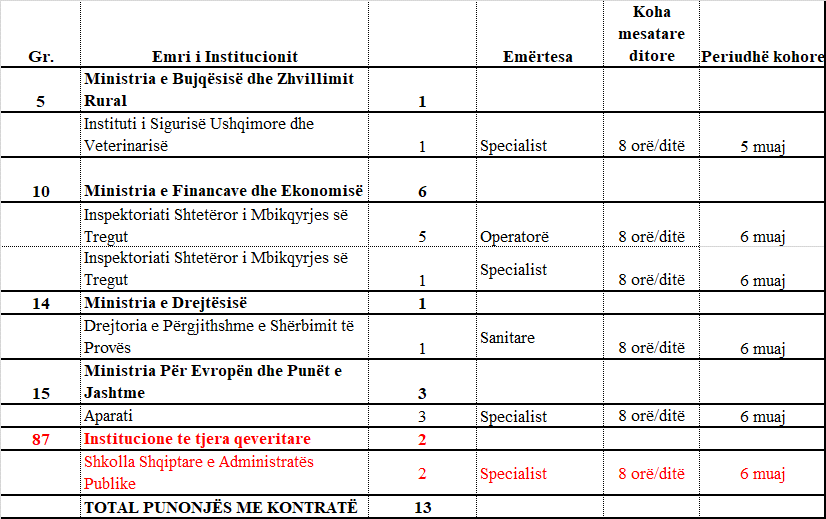 Gr. Emri i Institucionit Emërtesa Koha mesatare ditore Periudhë kohore
5 Ministria e Bujqësisë dhe Zhvillimit Rural 1
Instituti i Sigurisë Ushqimore dhe Veterinarisë 1 Specialist 8 orë/ditë 5 muaj
10 Ministria e Financave dhe Ekonomisë 6
Inspektoriati Shtetëror i Mbikqyrjes së Tregut 5 Operatorë 8 orë/ditë 6 muaj
Inspektoriati Shtetëror i Mbikqyrjes së Tregut 1 Specialist 8 orë/ditë 6 muaj
14 Ministria e Drejtësisë 1
Drejtoria e Përgjithshme e Shërbimit të Provës 1 Sanitare 8 orë/ditë 6 muaj
15 Ministria Për Evropën dhe Punët e Jashtme 3
Aparati 3 Specialist 8 orë/ditë 6 muaj
87 Institucione te tjera qeveritare 2
Shkolla Shqiptare e Administratës Publike 2 Specialist 8 orë/ditë 6 muaj
TOTAL PUNONJËS ME KONTRATË 13